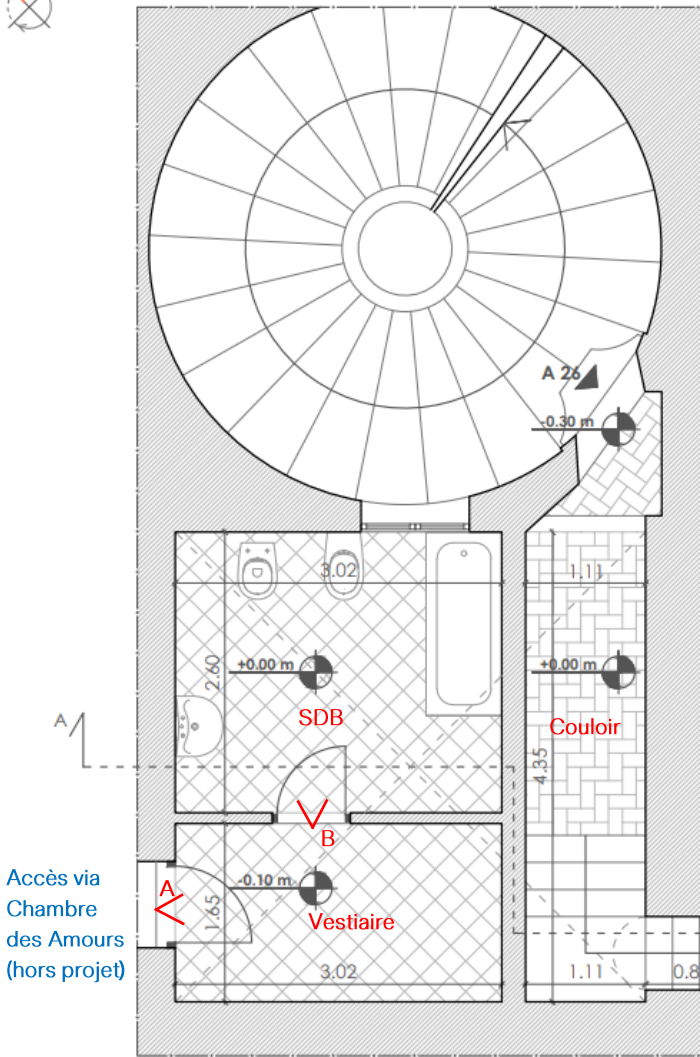 A 26
-0.30 m
3.02
1.11
2.60
+0.00 m
+0.00 m
SDB
Couloir
A
4.35
B
Accès via
Chambre
des Amours
(hors projet)
A
-0.10 m
1.65
Vestiaire
3.02
1.11
0.8